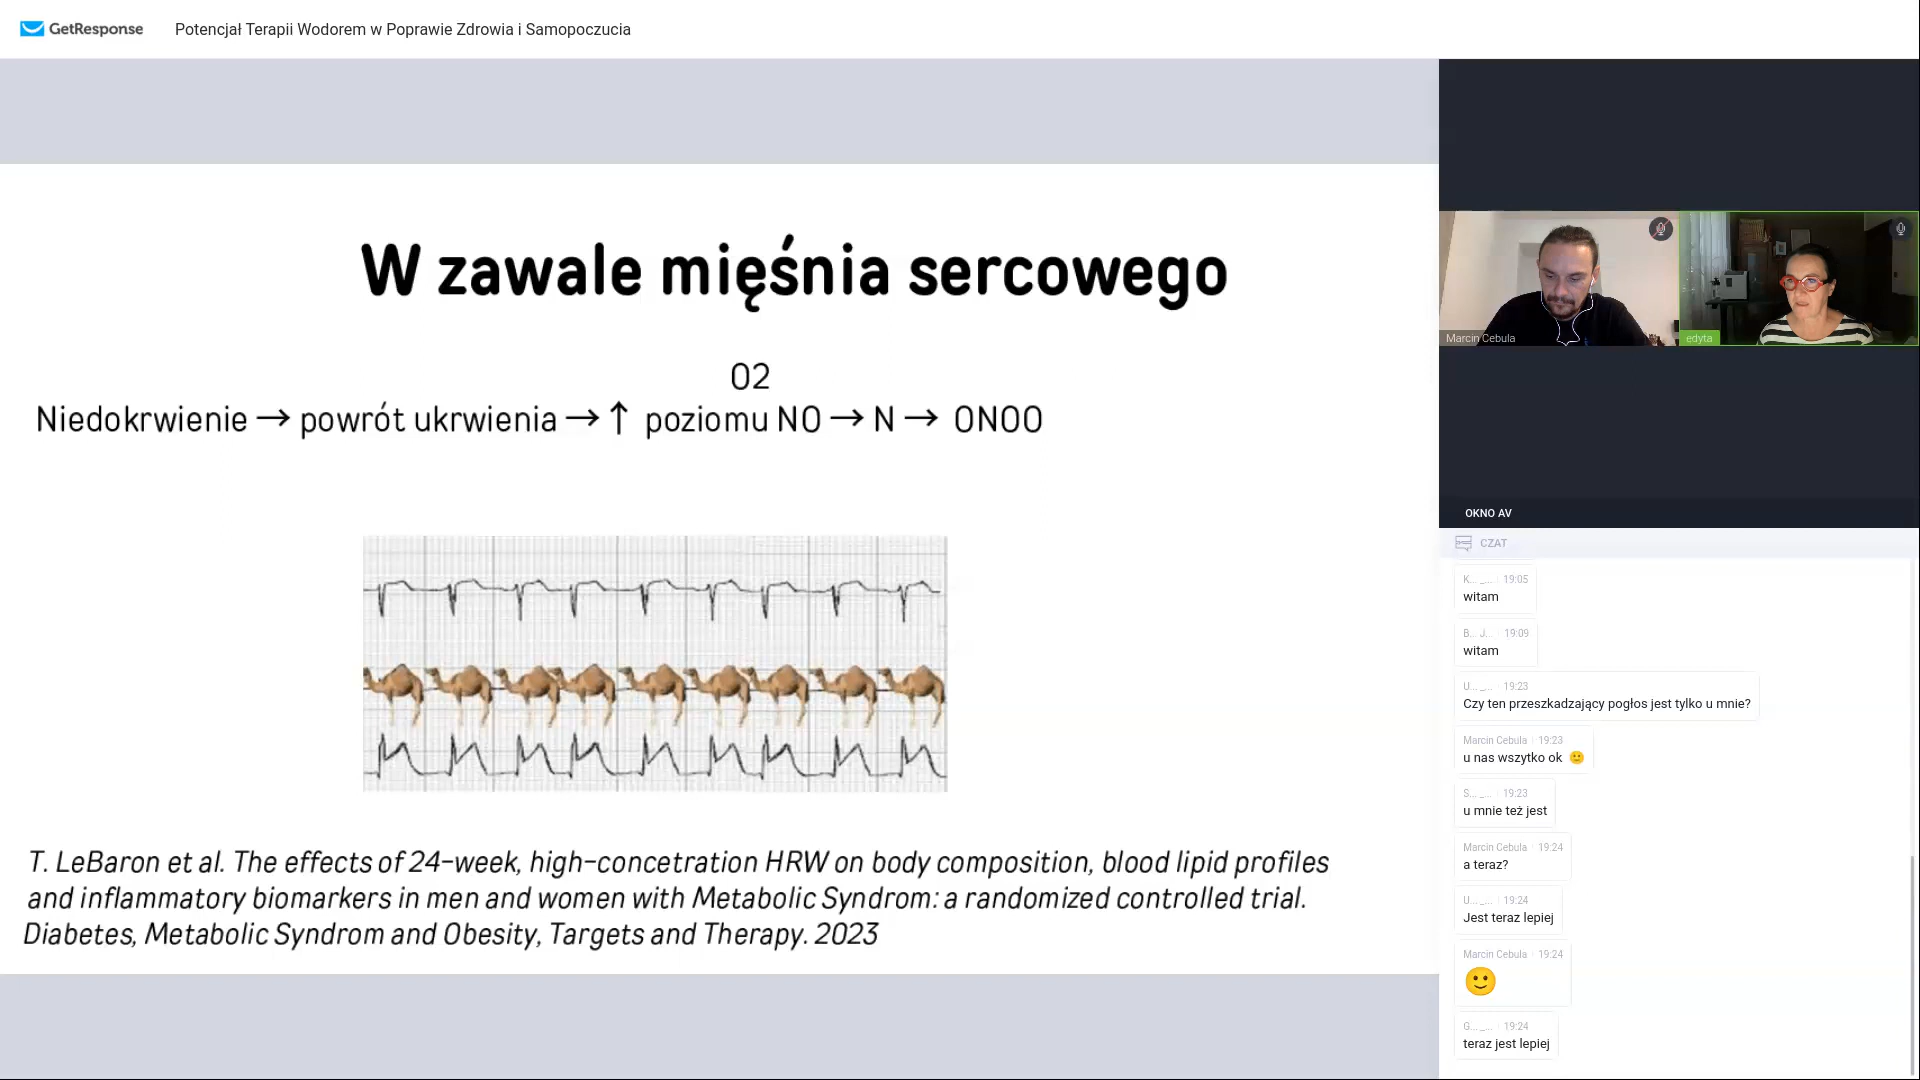 GetResponse
Potencjał Terapii Wodorem w Poprawie Zdrowia i Samopoczucia
W zawale mięśnia sercowego
O2
Niedokrwienie → powrót ukrwienia → ↑ poziomu NO → N → ONOO
T. LeBaron et al. The effects of 24-week, high-concetration HRW on body composition, blood lipid profiles
and inflammatory biomarkers in men and women with Metabolic Syndrom: a randomized controlled trial.
Diabetes, Metabolic Syndrom and Obesity, Targets and Therapy. 2023
Marcin Cebula
edyta
OKNO AV
CZAT
K... _... 19:05
witam
B... J... 19:09
witam
U... _... 19:23
Czy ten przeszkadzający pogłos jest tylko u mnie?
Marcin Cebula 19:23
u nas wszytko ok 🙂
S... _... 19:23
u mnie też jest
Marcin Cebula 19:24
a teraz?
U... _... 19:24
Jest teraz lepiej
Marcin Cebula 19:24
🙂
G... _... 19:24
teraz jest lepiej